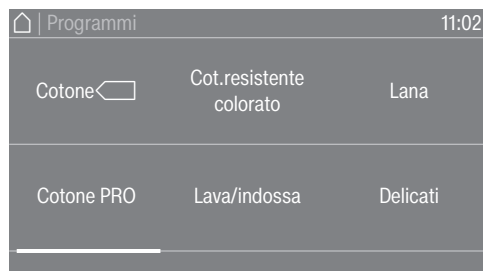 Programmi 11:02
Cotone Cot.resistente colorato Lana
Cotone PRO Lava/indossa Delicati